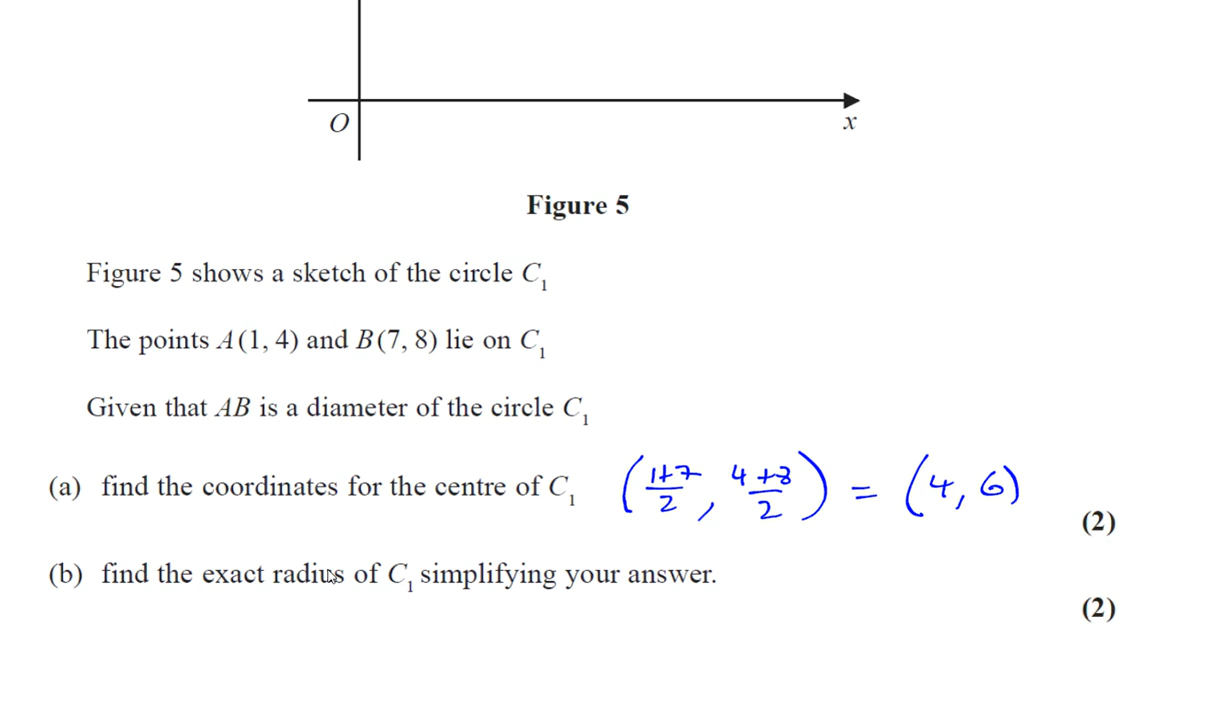 O
x
Figure 5
Figure 5 shows a sketch of the circle C₁
The points A(1, 4) and B(7, 8) lie on C₁
Given that AB is a diameter of the circle C₁
(a) find the coordinates for the centre of C₁ (1+7/2, 4+8/2) = (4, 6)
(2)
(b) find the exact radius of C₁ simplifying your answer.
(2)